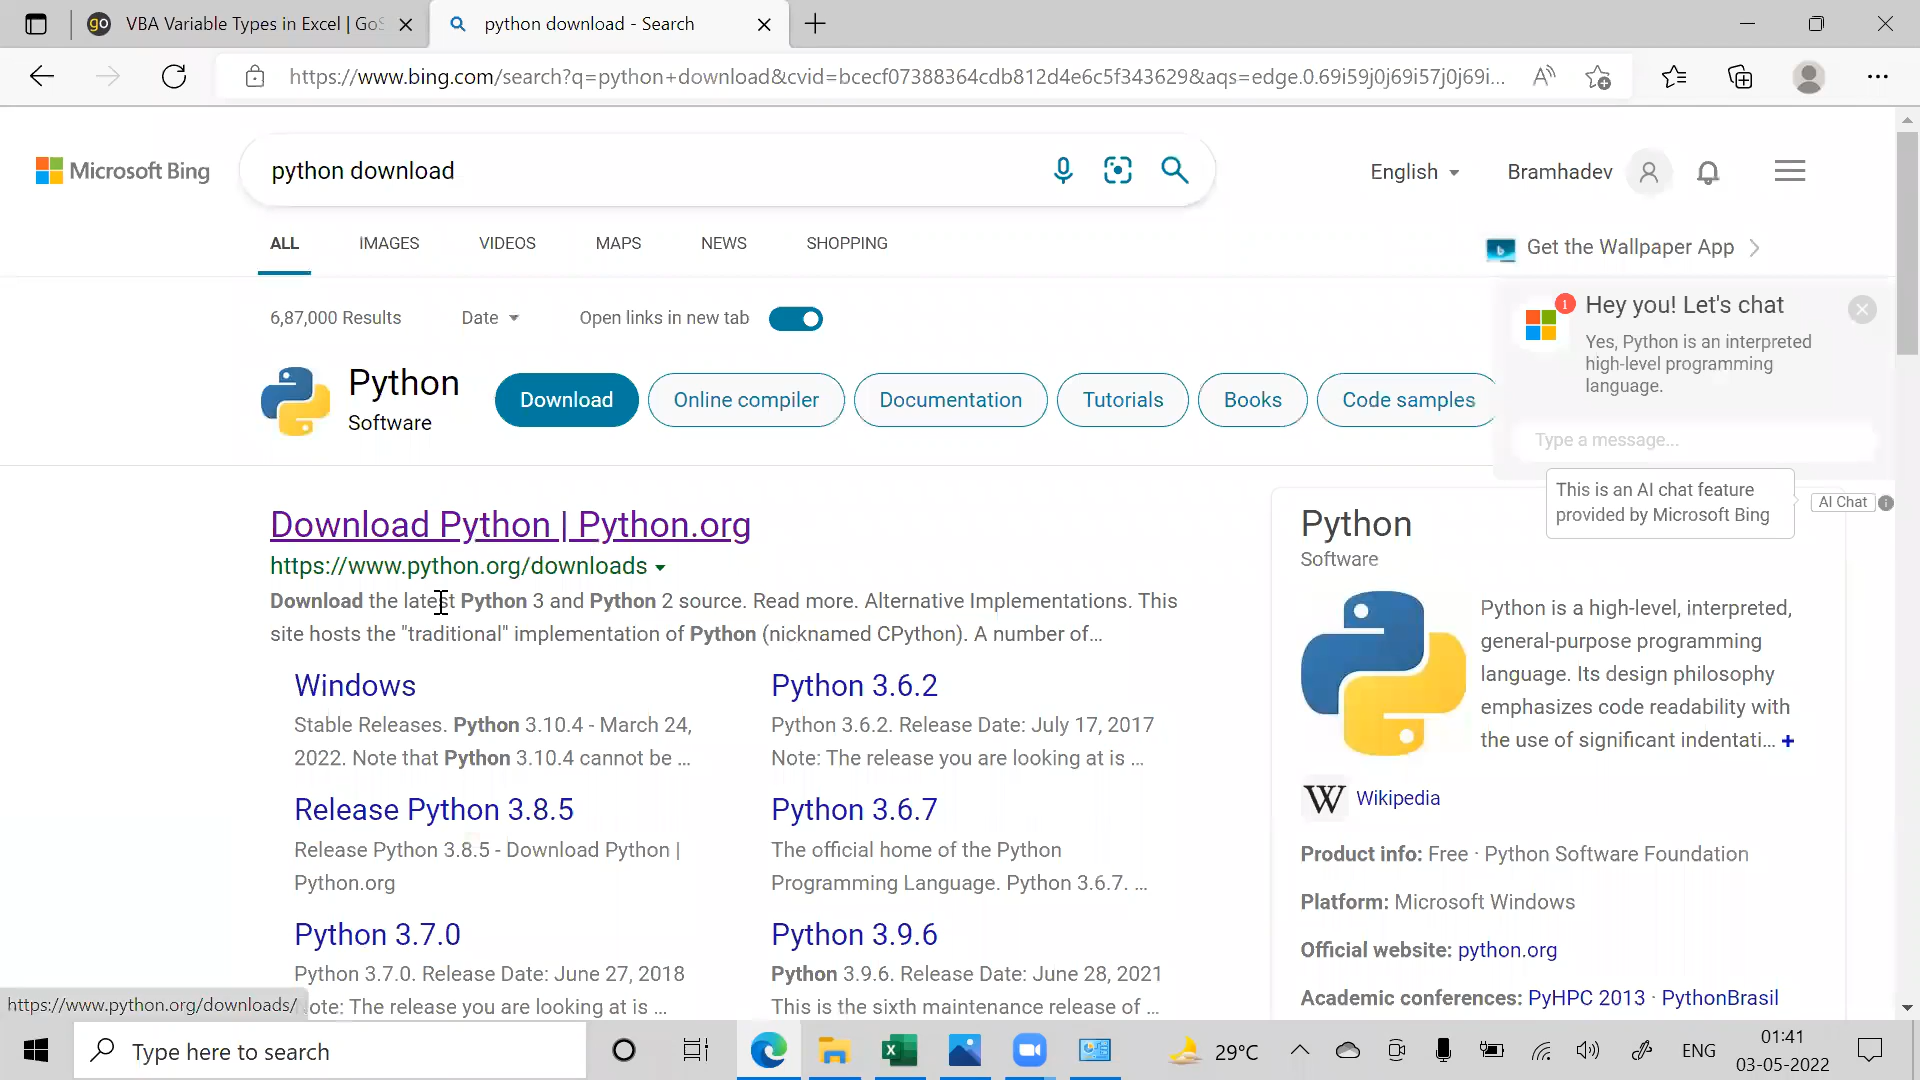 VBA Variable Types in Excel | GoS
python download - Search
https://www.bing.com/search?q=python+download&cvid=bcecf07388364cdb812d4e6c5f343629&aqs=edge.0.69i59j0j69i57j0j69i...
Microsoft Bing
python download
English
Bramhadev
ALL
IMAGES
VIDEOS
MAPS
NEWS
SHOPPING
Get the Wallpaper App
6,87,000 Results
Date
Open links in new tab
1
Hey you! Let's chat
Yes, Python is an interpreted
high-level programming
language.
Type a message...
This is an AI chat feature
provided by Microsoft Bing
AI Chat
Python
Software
Download
Online compiler
Documentation
Tutorials
Books
Code samples
Download Python | Python.org
https://www.python.org/downloads
Download the latest Python 3 and Python 2 source. Read more. Alternative Implementations. This
site hosts the "traditional" implementation of Python (nicknamed CPython). A number of...
Windows
Stable Releases. Python 3.10.4 - March 24,
2022. Note that Python 3.10.4 cannot be ...
Release Python 3.8.5
Release Python 3.8.5 - Download Python |
Python.org
Python 3.7.0
Python 3.7.0. Release Date: June 27, 2018
Note: The release you are looking at is ...
Python 3.6.2
Python 3.6.2. Release Date: July 17, 2017
Note: The release you are looking at is ...
Python 3.6.7
The official home of the Python
Programming Language. Python 3.6.7. ...
Python 3.9.6
Python 3.9.6. Release Date: June 28, 2021
This is the sixth maintenance release of ...
Python
Software
Python is a high-level, interpreted,
general-purpose programming
language. Its design philosophy
emphasizes code readability with
the use of significant indentati... +
W Wikipedia
Product info: Free · Python Software Foundation
Platform: Microsoft Windows
Official website: python.org
Academic conferences: PyHPC 2013 · PythonBrasil
https://www.python.org/downloads/
Type here to search
29°C
ENG
01:41
03-05-2022